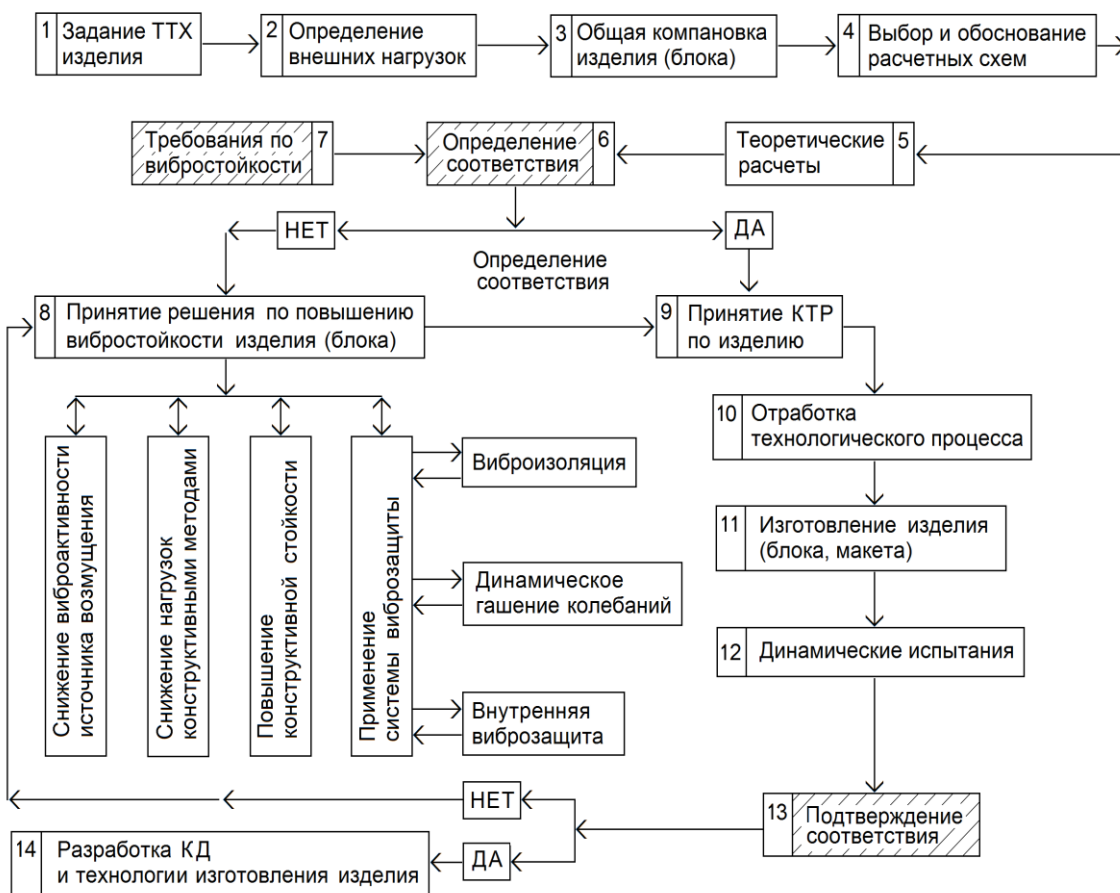 1 Задание ТТХ
изделия
2 Определение
внешних нагрузок
3 Общая компановка
изделия (блока)
4 Выбор и обоснование
расчетных схем
Требования по 7
вибростойкости
Определение 6
соответствия
Теоретические 5
расчеты
НЕТ
ДА
Определение
соответствия
8 Принятие решения по повышению
вибростойкости изделия (блока)
9 Принятие КТР
по изделию
10 Отработка
технологического процесса
Снижение виброактивности
источника возмущения
Снижение нагрузок
конструктивными методами
Повышение
конструктивной стойкости
Применение
системы виброзащиты
Виброизоляция
11 Изготовление изделия
(блока, макета)
Динамическое
гашение колебаний
12 Динамические испытания
Внутренняя
виброзащита
НЕТ
13 Подтверждение
соответствия
14 Разработка КД
и технологии изготовления изделия
ДА